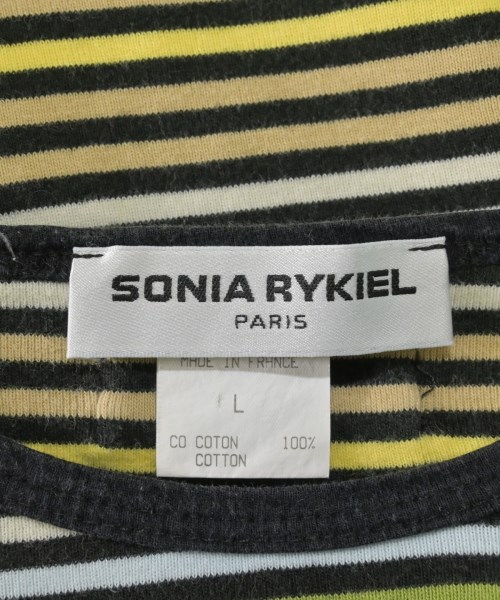 SONIA RYKIEL
PARIS
MADE IN FRANCE
L
CO COTON 100%
COTTON